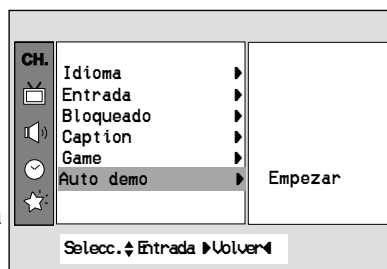 CH.
Idioma
Entrada
Bloqueado
Caption
Game
Auto demo
Empezar
Selecc. Entrada Volver